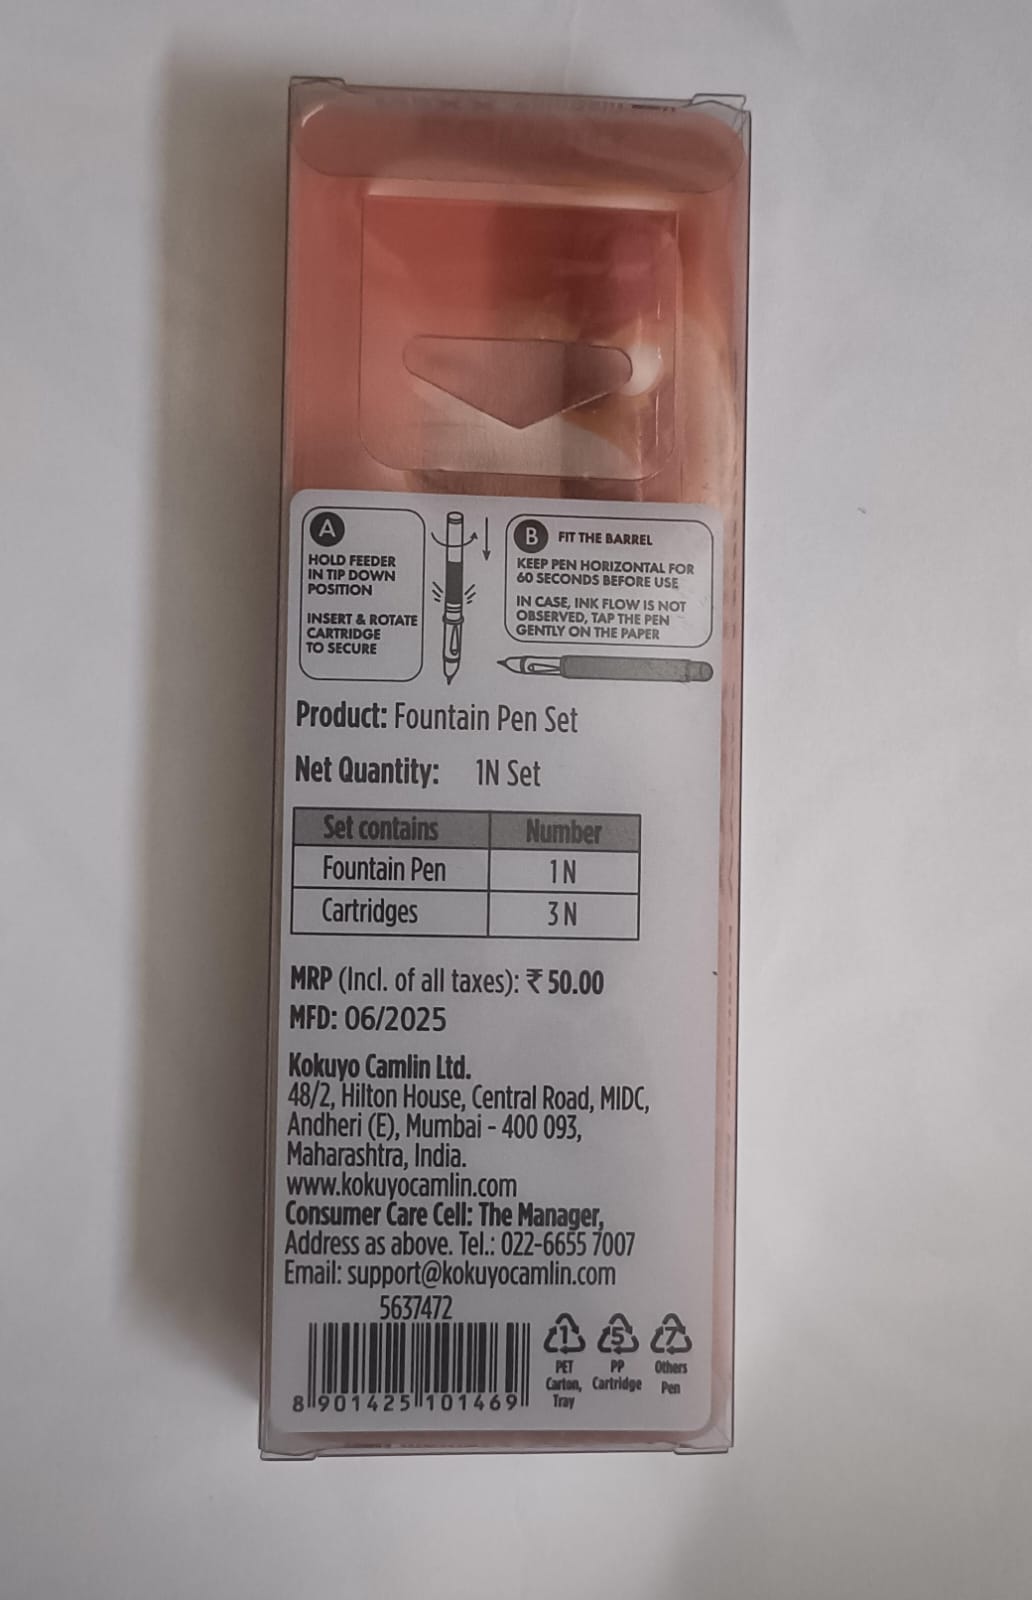 A
HOLD FEEDER
IN TIP DOWN
POSITION
INSERT & ROTATE
CARTRIDGE
TO SECURE
B FIT THE BARREL
KEEP PEN HORIZONTAL FOR
60 SECONDS BEFORE USE
IN CASE, INK FLOW IS NOT
OBSERVED, TAP THE PEN
GENTLY ON THE PAPER
Product: Fountain Pen Set
Net Quantity: 1N Set
Set contains Number
Fountain Pen 1 N
Cartridges 3 N
MRP (Incl. of all taxes): ₹ 50.00
MFD: 06/2025
Kokuyo Camlin Ltd.
48/2, Hilton House, Central Road, MIDC,
Andheri (E), Mumbai - 400 093,
Maharashtra, India.
www.kokuyocamlin.com
Consumer Care Cell: The Manager,
Address as above. Tel.: 022-6655 7007
Email: support@kokuyocamlin.com
5637472
8 901425 101469
1 5 7
PET PP Others
Carton, Cartridge Pen
Tray